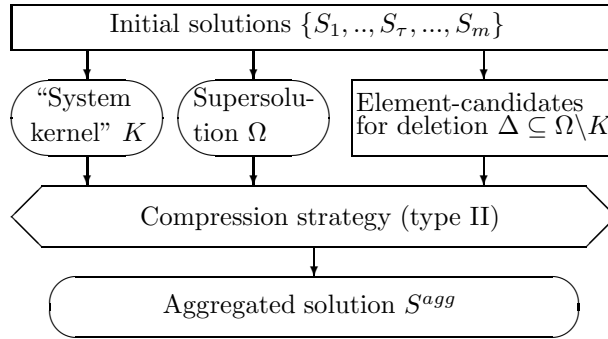 Initial solutions {S₁, .., Sτ, ..., Sₘ}
“System
kernel” K
Supersolu-
tion Ω
Element-candidates
for deletion Δ ⊆ Ω\K
Compression strategy (type II)
Aggregated solution Sᵃᵍᵍ